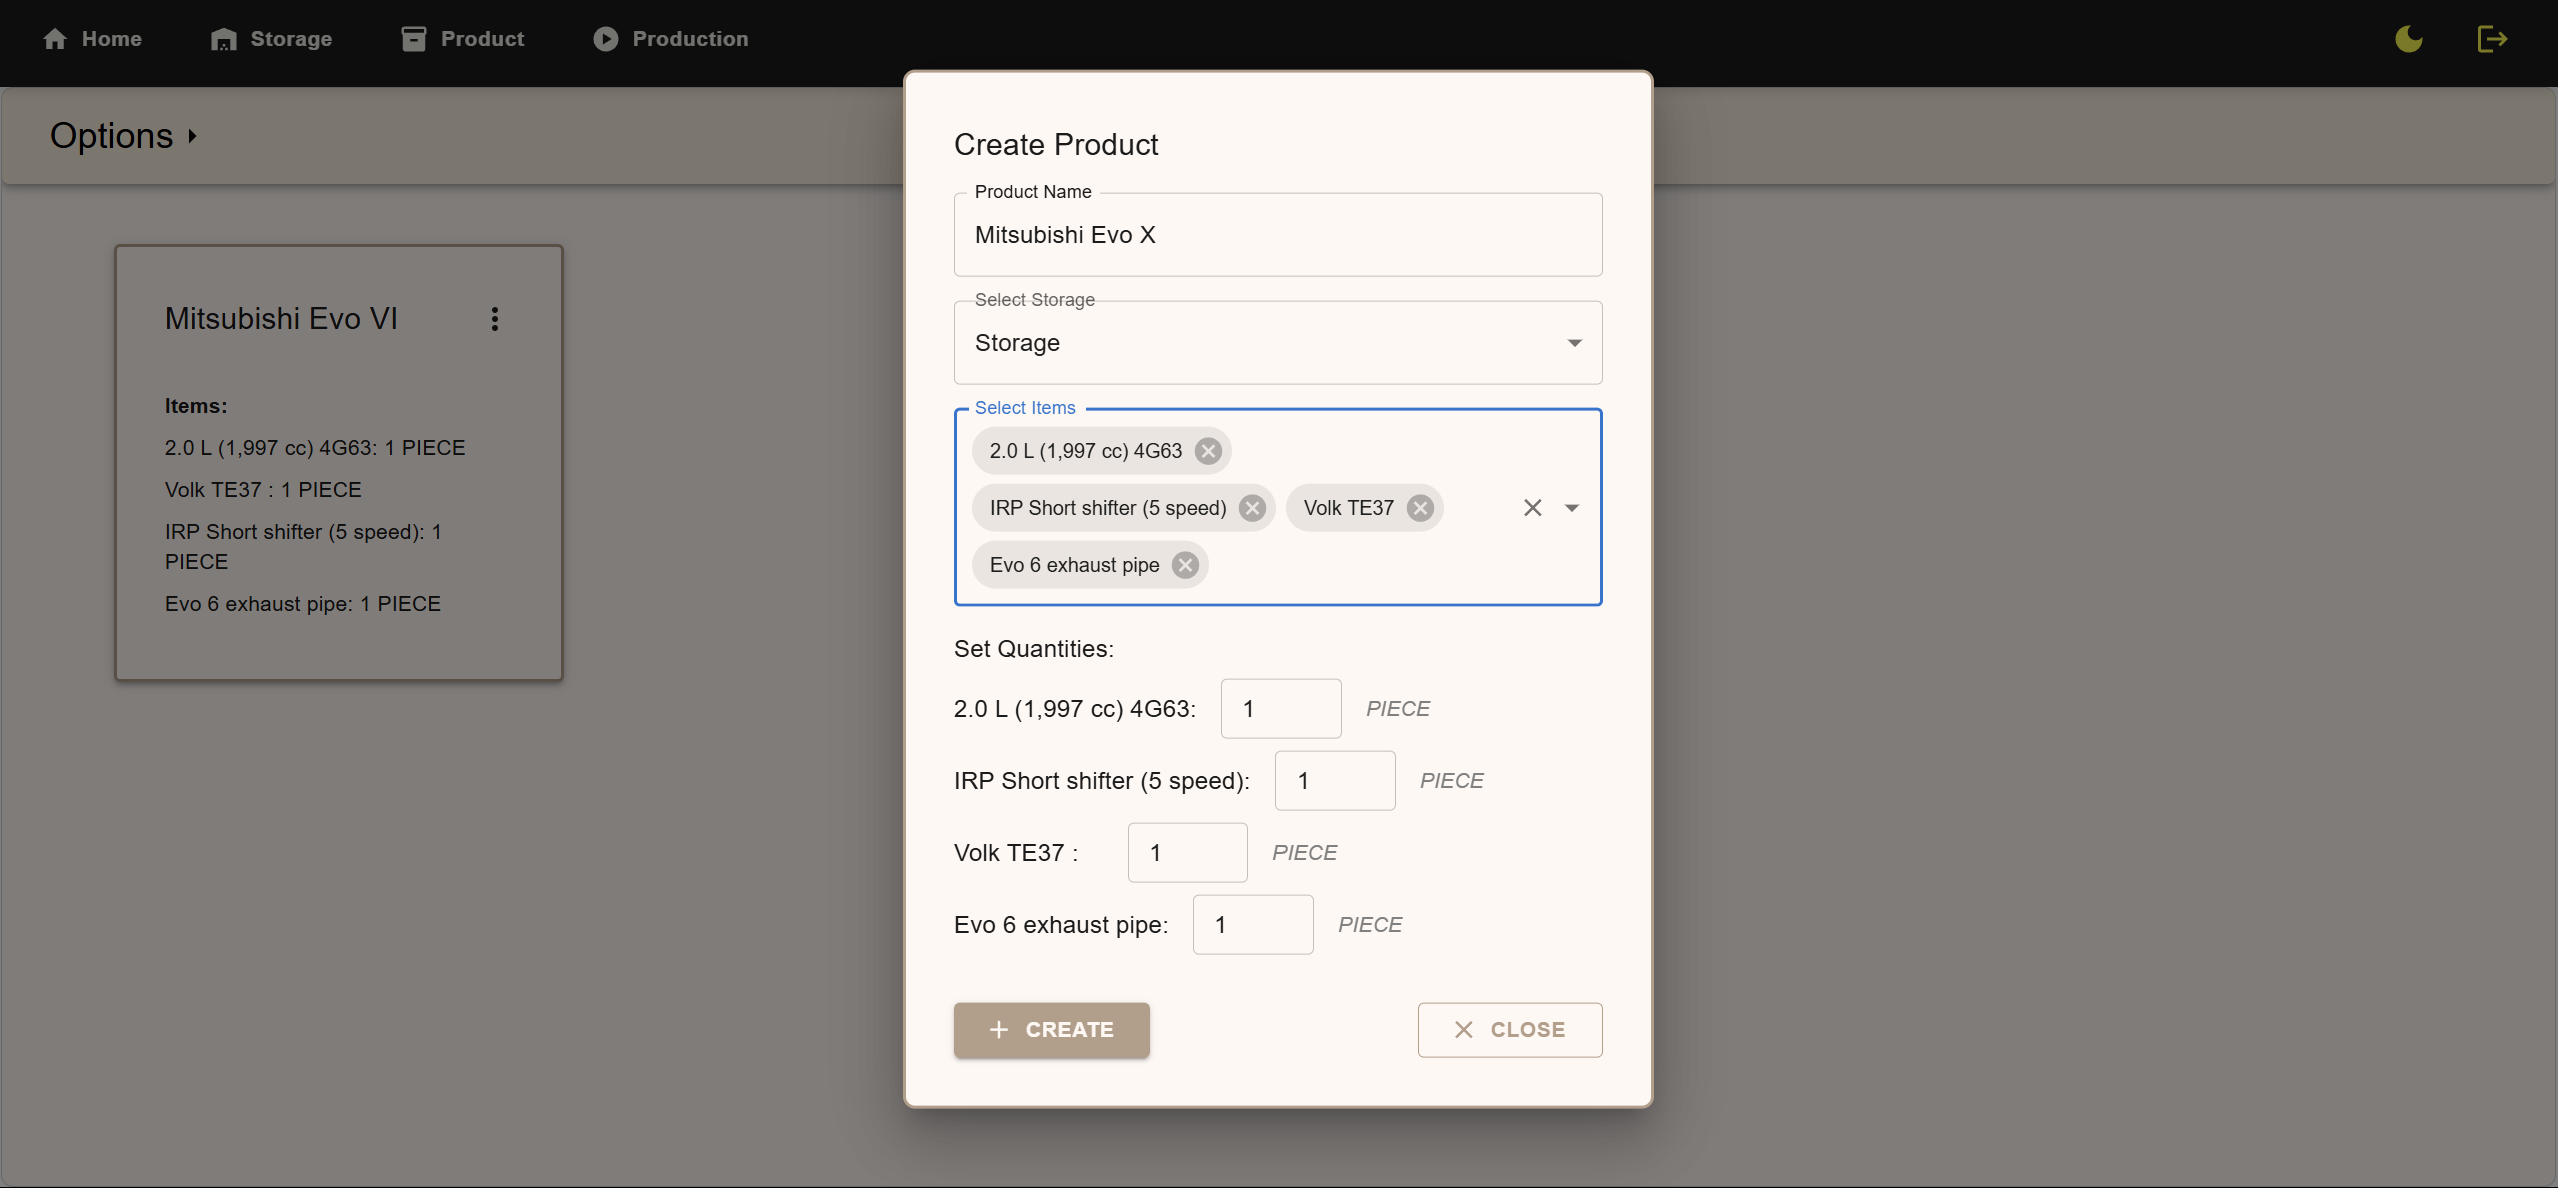 Home Storage Product Production
Options
Mitsubishi Evo VI
Items:
2.0 L (1,997 cc) 4G63: 1 PIECE
Volk TE37 : 1 PIECE
IRP Short shifter (5 speed): 1
PIECE
Evo 6 exhaust pipe: 1 PIECE
Create Product
Product Name
Mitsubishi Evo X
Select Storage
Storage
Select Items
2.0 L (1,997 cc) 4G63
IRP Short shifter (5 speed) Volk TE37
Evo 6 exhaust pipe
Set Quantities:
2.0 L (1,997 cc) 4G63: 1 PIECE
IRP Short shifter (5 speed): 1 PIECE
Volk TE37 : 1 PIECE
Evo 6 exhaust pipe: 1 PIECE
CREATE CLOSE